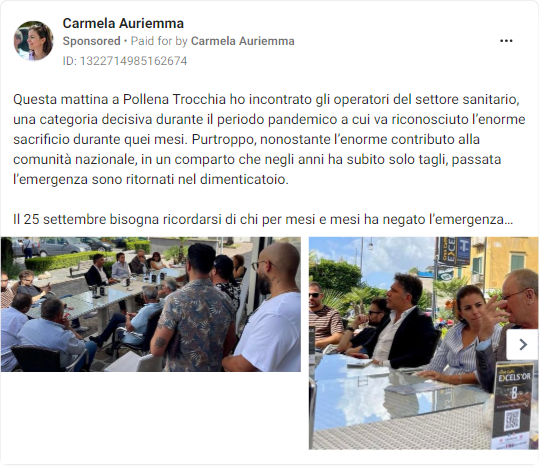 Carmela Auriemma
Sponsored • Paid for by Carmela Auriemma
ID: 1322714985162674
Questa mattina a Pollena Trocchia ho incontrato gli operatori del settore sanitario,
una categoria decisiva durante il periodo pandemico a cui va riconosciuto l'enorme
sacrificio durante quei mesi. Purtroppo, nonostante l'enorme contributo alla
comunità nazionale, in un comparto che negli anni ha subito solo tagli, passata
l'emergenza sono ritornati nel dimenticatoio.
Il 25 settembre bisogna ricordarsi di chi per mesi e mesi ha negato l'emergenza...
EXCELS'OR
EXCELS'OR
B